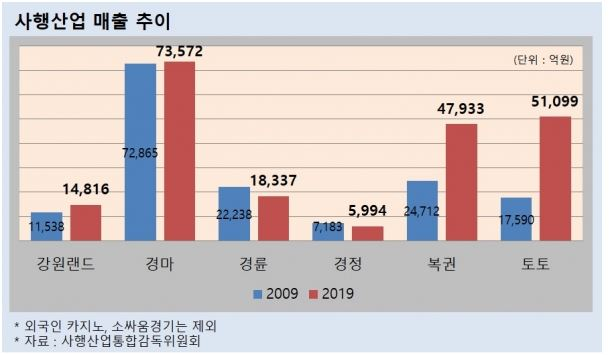 사행산업 매출 추이
(단위 : 억원)
11,538 14,816 72,865 73,572 22,238 18,337 7,183 5,994 24,712 47,933 17,590 51,099
강원랜드 경마 경륜 경정 복권 토토
2009 2019
* 외국인 카지노, 소싸움경기는 제외
* 자료 : 사행산업통합감독위원회